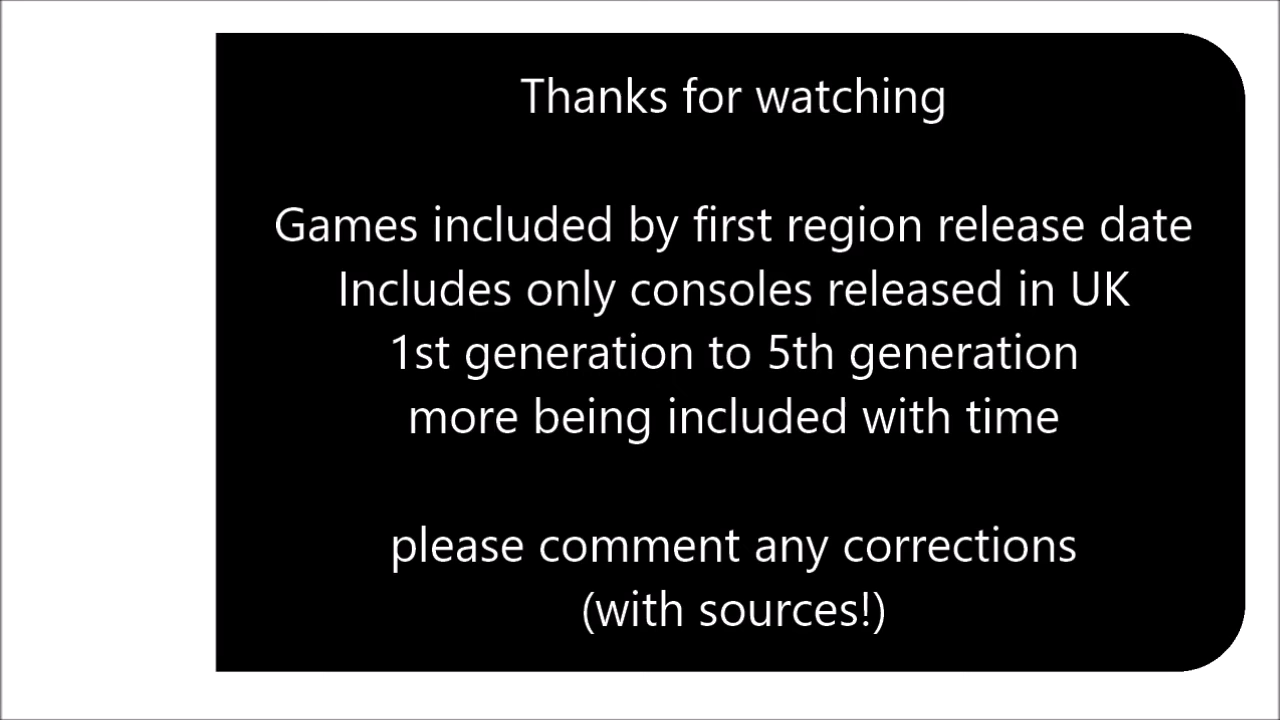 Thanks for watching
Games included by first region release date
Includes only consoles released in UK
1st generation to 5th generation
more being included with time
please comment any corrections
(with sources!)